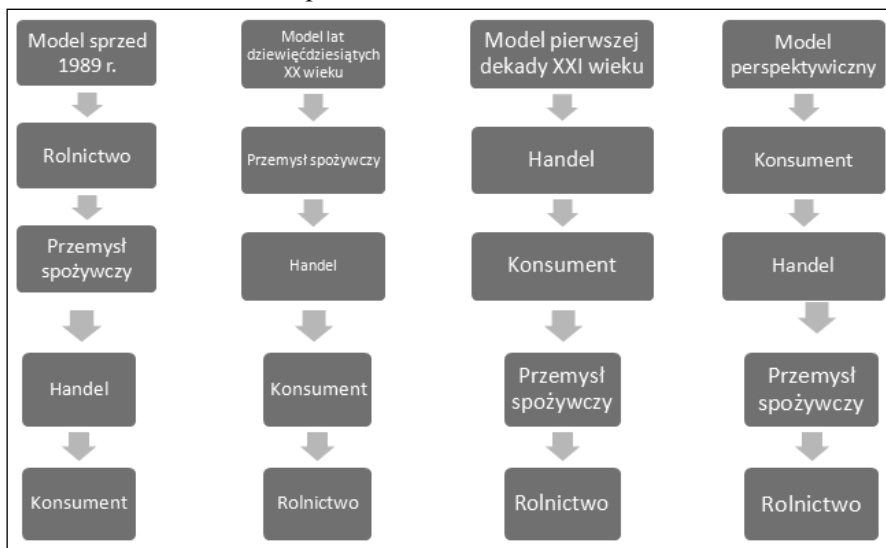 Model sprzed
1989 r.
Rolnictwo
Przemysł
spożywczy
Handel
Konsument
Model lat
dziewięćdziesiątych
XX wieku
Przemysł spożywczy
Handel
Konsument
Rolnictwo
Model pierwszej
dekady XXI wieku
Handel
Konsument
Przemysł
spożywczy
Rolnictwo
Model
perspektywiczny
Konsument
Handel
Przemysł
spożywczy
Rolnictwo